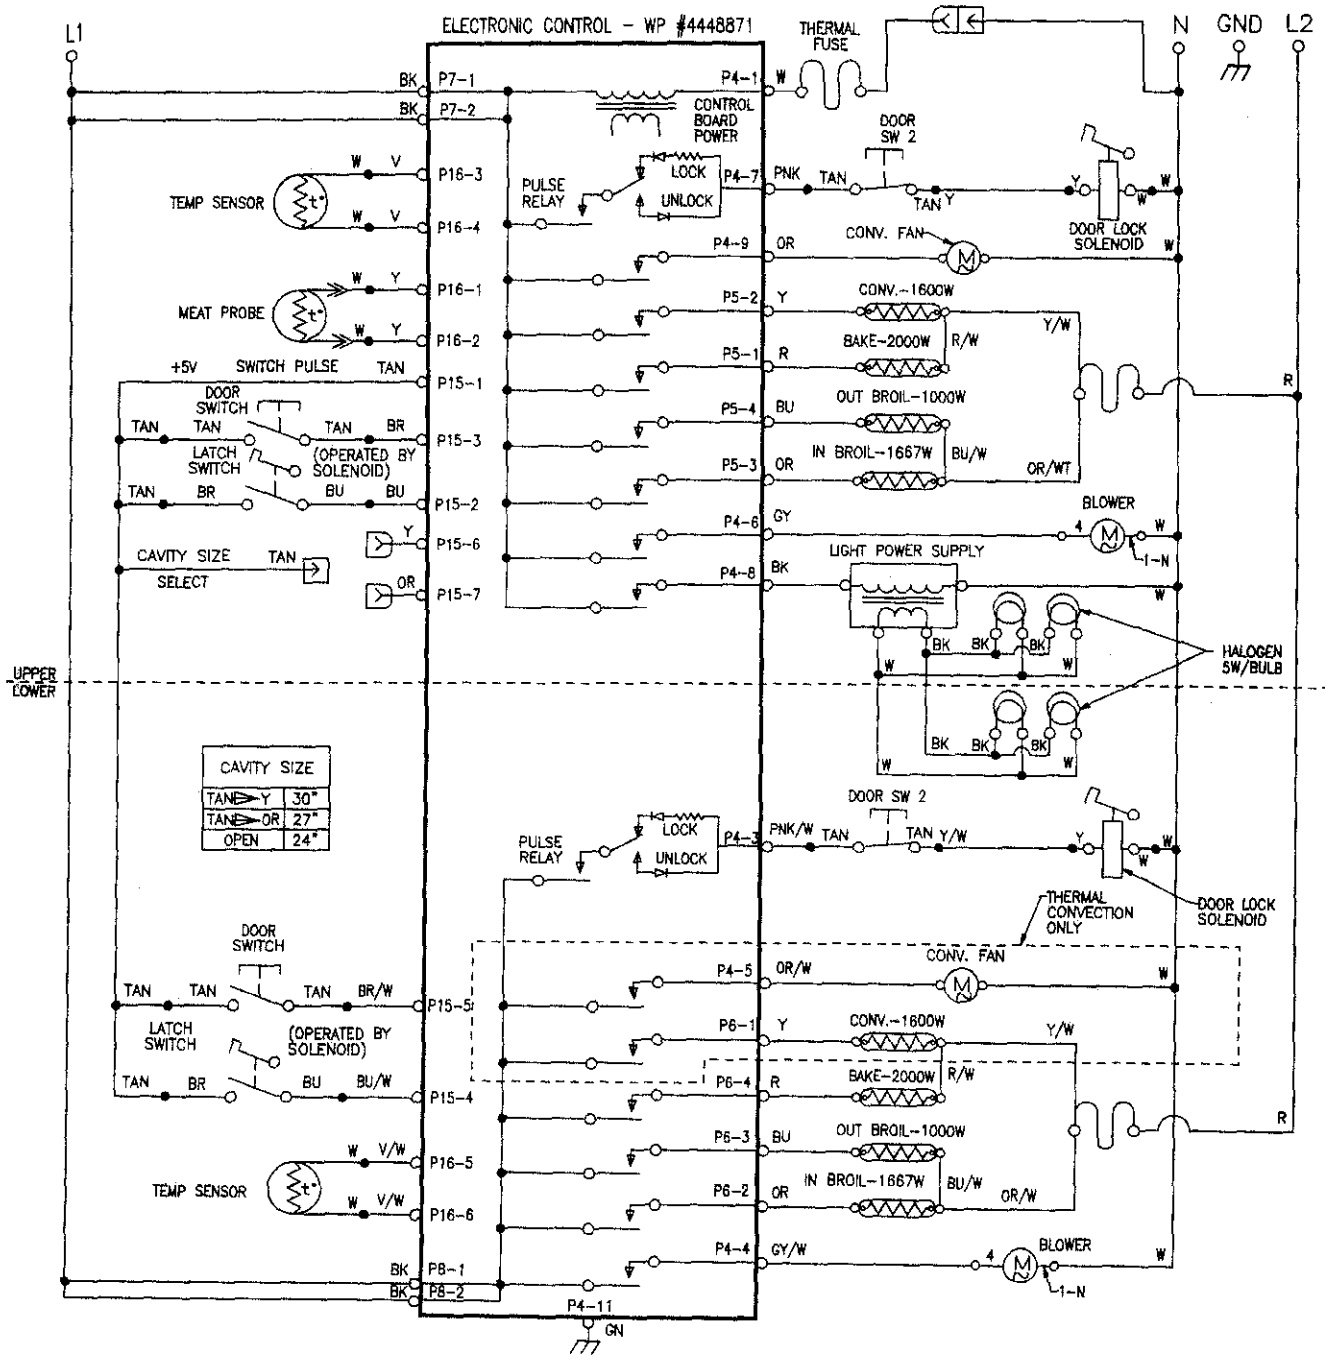 L1
ELECTRONIC CONTROL - WP #4448871
THERMAL
FUSE
N GND L2
BK P7-1
P4-1 W
BK P7-2
CONTROL
BOARD
POWER
DOOR
SW 2
W V P16-3
TEMP SENSOR t°
W V P16-4
PULSE
RELAY
LOCK
UNLOCK
P4-7 PNK TAN
TAN Y
Y W W
DOOR LOCK
SOLENOID
W
P4-9 OR
CONV. FAN
M
W Y P16-1
MEAT PROBE t°
W Y P16-2
P5-2 Y
CONV.-1600W
Y/W
R/W
+5V SWITCH PULSE TAN P15-1
P5-1 R
BAKE-2000W
R
DOOR
SWITCH
TAN TAN TAN BR P15-3
P5-4 BU
OUT BROIL-1000W
LATCH
SWITCH
(OPERATED BY
SOLENOID)
P5-3 OR
IN BROIL-1667W
BU/W
OR/WT
TAN BR BU BU P15-2
P4-6 GY
BLOWER
4 M W
1-N
Y P15-6
CAVITY SIZE TAN
SELECT
OR P15-7
P4-8 BK
LIGHT POWER SUPPLY
W
BK BK BK
W W
HALOGEN
5W/BULB
UPPER
LOWER
BK BK BK
W W
W
CAVITY SIZE
TAN Y 30"
TAN OR 27"
OPEN 24"
PULSE
RELAY
LOCK
UNLOCK
P4-3 PNK/W TAN
DOOR SW 2
TAN Y/W
Y W W
DOOR LOCK
SOLENOID
THERMAL
CONVECTION
ONLY
DOOR
SWITCH
TAN TAN TAN BR/W P15-5
P4-5 OR/W
CONV. FAN
M
W
LATCH
SWITCH
(OPERATED BY
SOLENOID)
P6-1 Y
CONV.-1600W
Y/W
R/W
TAN BR BU BU/W P15-4
P6-4 R
BAKE-2000W
R
P6-3 BU
OUT BROIL-1000W
W V/W P16-5
TEMP SENSOR t°
W V/W P16-6
P6-2 OR
IN BROIL-1667W
BU/W
OR/W
P4-4 GY/W
4 M
BLOWER
W
1-N
BK P8-1
BK P8-2
P4-11
GN